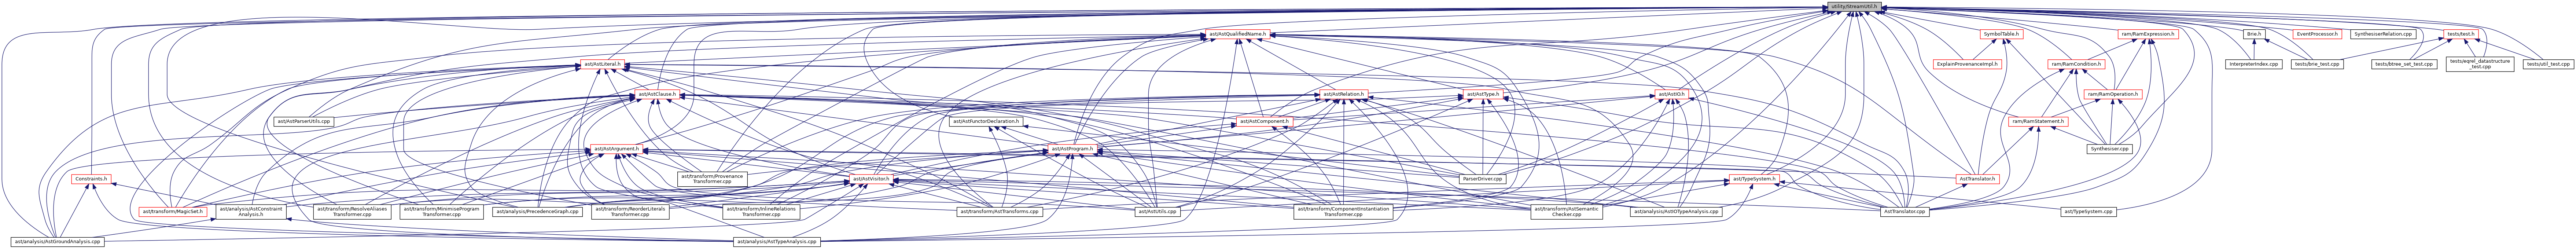 utility/StreamUtil.h
ast/AstQualifiedName.h
SymbolTable.h
ram/RamExpression.h
Brie.h
EventProcessor.h
SynthesiserRelation.cpp
tests/test.h
ast/AstLiteral.h
ExplainProvenanceImpl.h
ram/RamCondition.h
InterpreterIndex.cpp
tests/brie_test.cpp
tests/btree_set_test.cpp
tests/eqrel_datastructure
_test.cpp
tests/util_test.cpp
ast/AstClause.h
ast/AstRelation.h
ast/AstType.h
ast/AstIO.h
ram/RamOperation.h
ast/AstParserUtils.cpp
ast/AstFunctorDeclaration.h
ast/AstComponent.h
ram/RamStatement.h
ast/AstArgument.h
ast/AstProgram.h
Synthesiser.cpp
Constraints.h
ast/transform/Provenance
Transformer.cpp
ast/AstVisitor.h
ParserDriver.cpp
ast/TypeSystem.h
AstTranslator.h
ast/transform/MagicSet.h
ast/analysis/AstConstraint
Analysis.h
ast/transform/ResolveAliases
Transformer.cpp
ast/transform/MinimiseProgram
Transformer.cpp
ast/analysis/PrecedenceGraph.cpp
ast/transform/ReorderLiterals
Transformer.cpp
ast/transform/InlineRelations
Transformer.cpp
ast/transform/AstTransforms.cpp
ast/AstUtils.cpp
ast/transform/ComponentInstantiation
Transformer.cpp
ast/transform/AstSemantic
Checker.cpp
ast/analysis/AstIOTypeAnalysis.cpp
AstTranslator.cpp
ast/TypeSystem.cpp
ast/analysis/AstGroundAnalysis.cpp
ast/analysis/AstTypeAnalysis.cpp